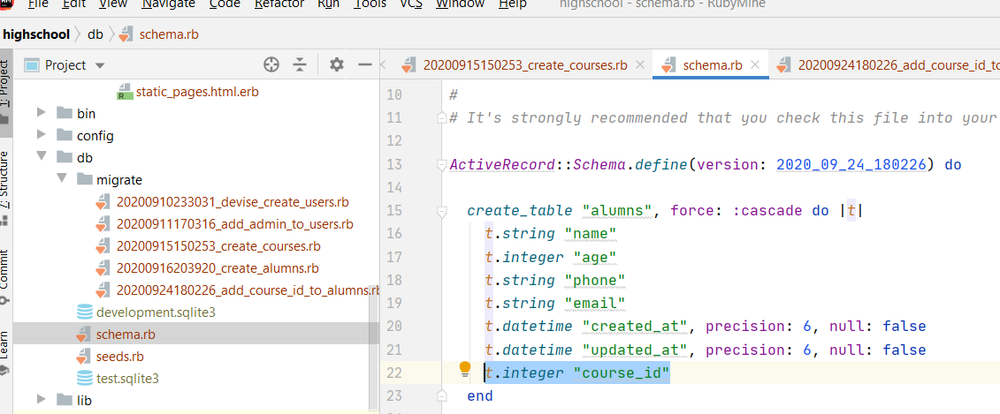 File Edit View Navigate Code Refactor Run Tools VCS Window Help highschool - schema.rb - RubyMine
highschool db schema.rb
Project
20200915150253_create_courses.rb schema.rb 20200924180226_add_course_id_to
1: Project
7: Structure
Commit
Learn
static_pages.html.erb
bin
config
db
migrate
20200910233031_devise_create_users.rb
20200911170316_add_admin_to_users.rb
20200915150253_create_courses.rb
20200916203920_create_alumns.rb
20200924180226_add_course_id_to_alumns.rb
development.sqlite3
schema.rb
seeds.rb
test.sqlite3
lib
10 #
11 # It's strongly recommended that you check this file into your
12
13 ActiveRecord::Schema.define(version: 2020_09_24_180226) do
14
15 create_table "alumns", force: :cascade do |t|
16 t.string "name"
17 t.integer "age"
18 t.string "phone"
19 t.string "email"
20 t.datetime "created_at", precision: 6, null: false
21 t.datetime "updated_at", precision: 6, null: false
22 t.integer "course_id"
23 end